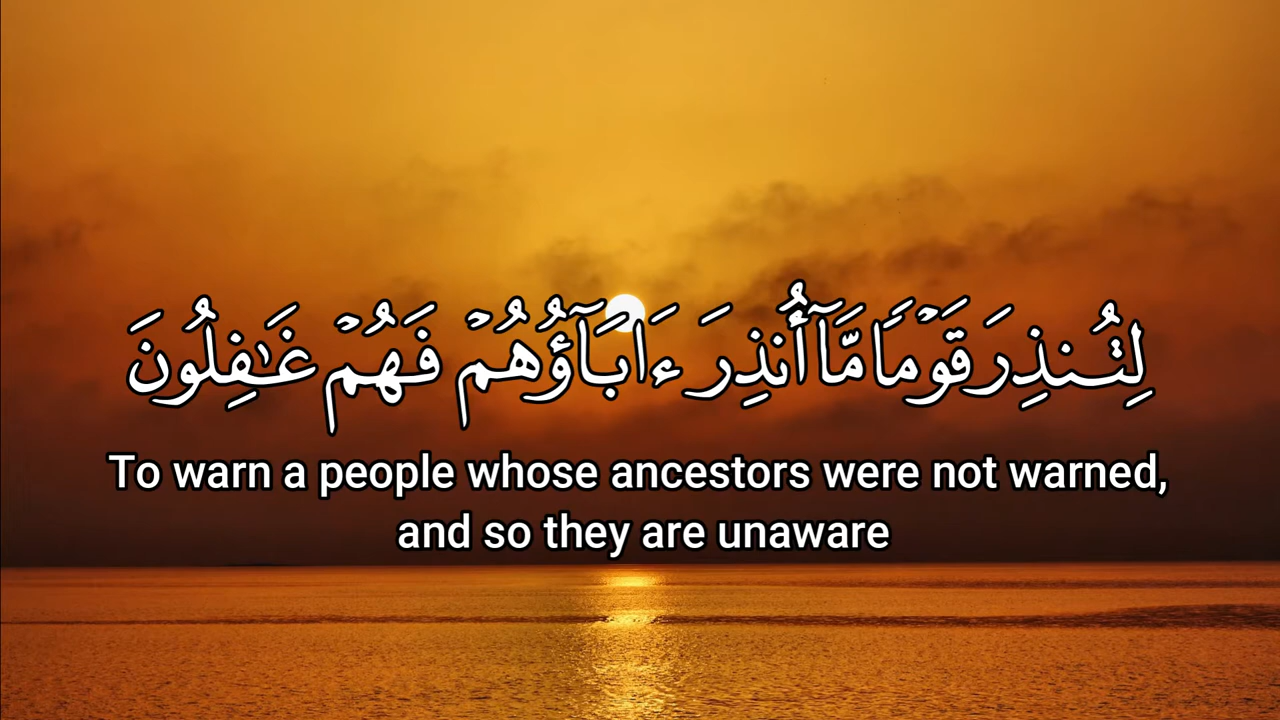 لِتُنذِرَ قَوۡمًا مَّآ أُنذِرَ ءَابَآؤُهُمۡ فَهُمۡ غَٰفِلُونَ
To warn a people whose ancestors were not warned,
and so they are unaware